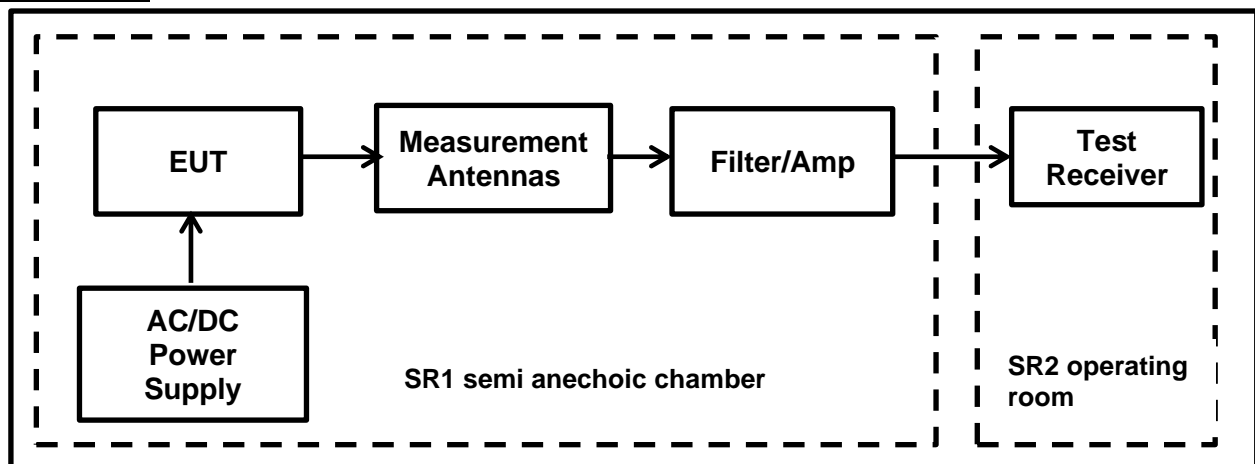 EUT
Measurement
Antennas
Filter/Amp
Test
Receiver
AC/DC
Power
Supply
SR1 semi anechoic chamber
SR2 operating
room